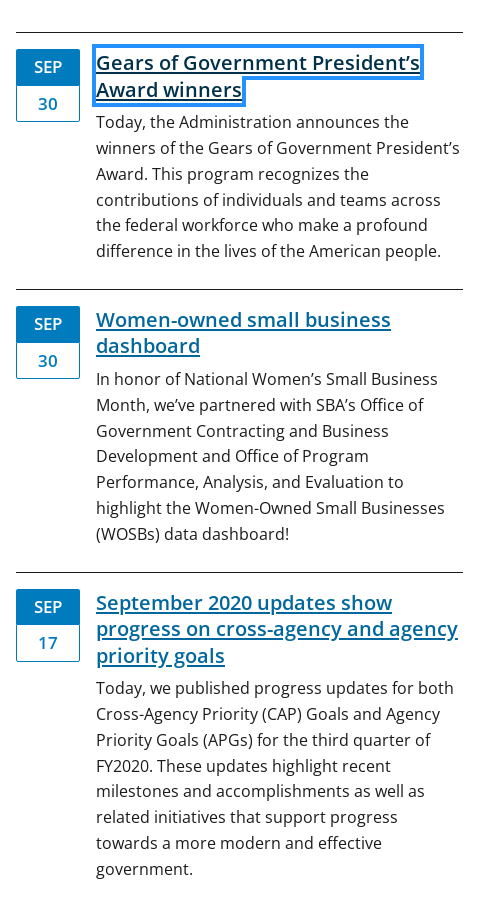 SEP
30
Gears of Government President’s
Award winners
Today, the Administration announces the
winners of the Gears of Government President’s
Award. This program recognizes the
contributions of individuals and teams across
the federal workforce who make a profound
difference in the lives of the American people.
SEP
30
Women-owned small business
dashboard
In honor of National Women’s Small Business
Month, we’ve partnered with SBA’s Office of
Government Contracting and Business
Development and Office of Program
Performance, Analysis, and Evaluation to
highlight the Women-Owned Small Businesses
(WOSBs) data dashboard!
SEP
17
September 2020 updates show
progress on cross-agency and agency
priority goals
Today, we published progress updates for both
Cross-Agency Priority (CAP) Goals and Agency
Priority Goals (APGs) for the third quarter of
FY2020. These updates highlight recent
milestones and accomplishments as well as
related initiatives that support progress
towards a more modern and effective
government.